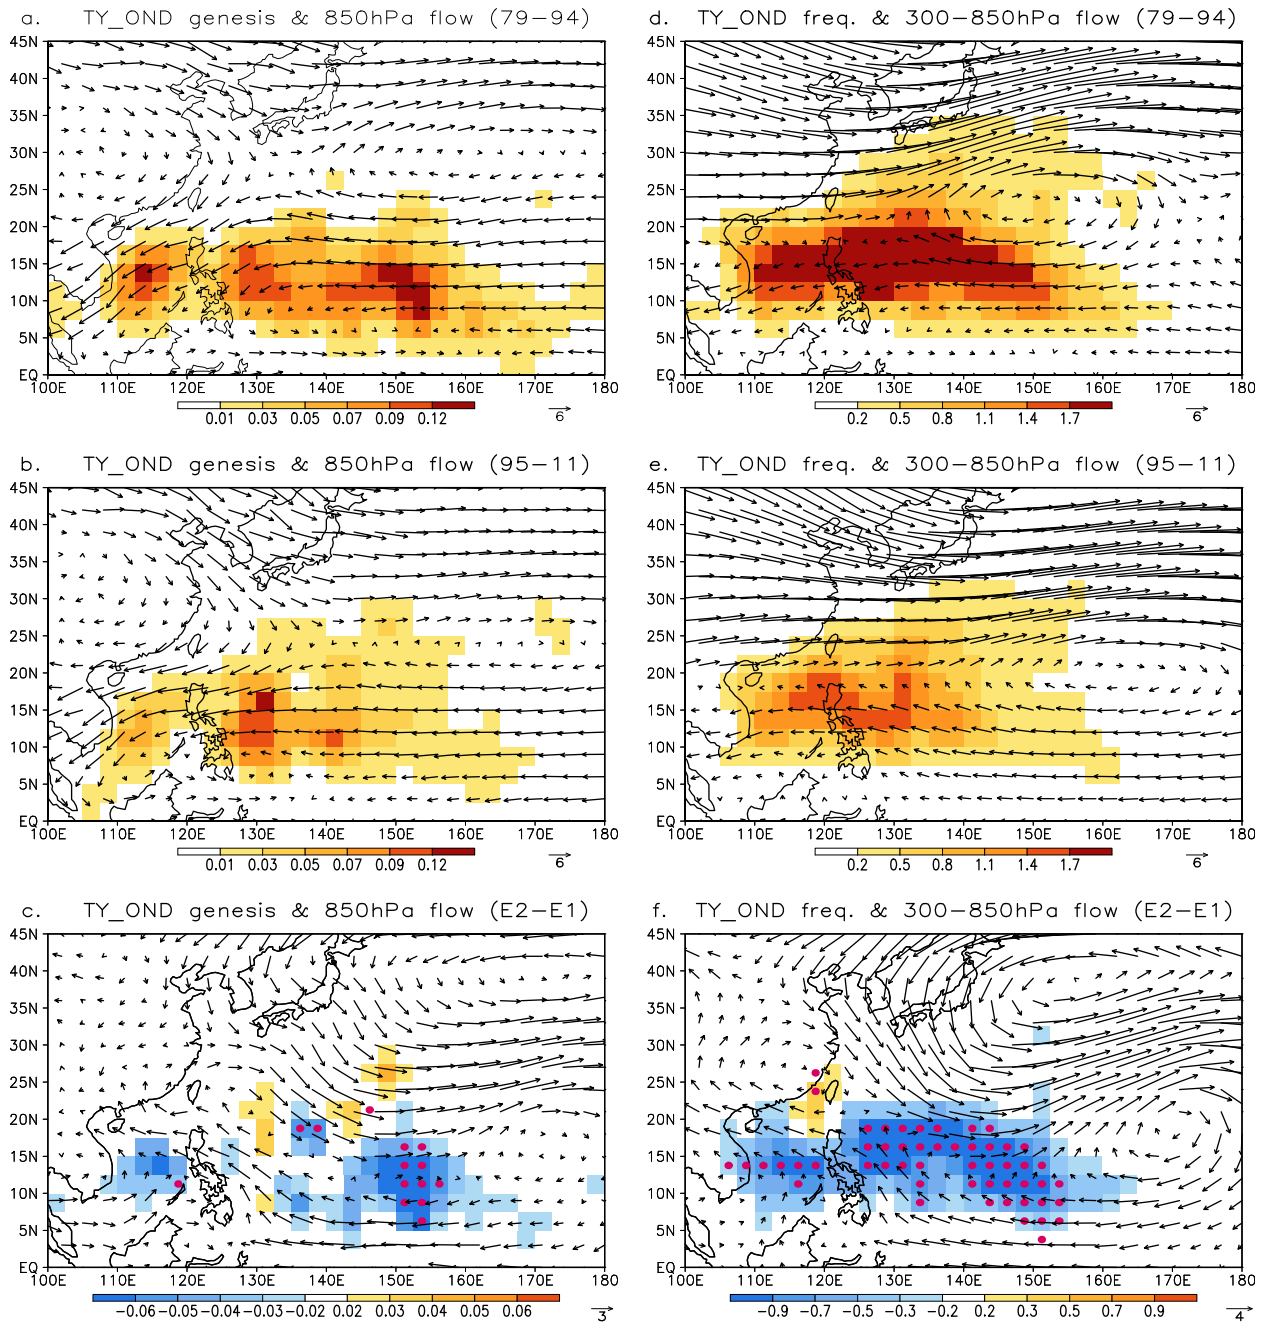 a. TY_OND genesis & 850hPa flow (79-94)
45N
40N
35N
30N
25N
20N
15N
10N
5N
EQ
100E 110E 120E 130E 140E 150E 160E 170E 180
0.01 0.03 0.05 0.07 0.09 0.12
6
d. TY_OND freq. & 300-850hPa flow (79-94)
45N
40N
35N
30N
25N
20N
15N
10N
5N
EQ
100E 110E 120E 130E 140E 150E 160E 170E 180
0.2 0.5 0.8 1.1 1.4 1.7
6
b. TY_OND genesis & 850hPa flow (95-11)
45N
40N
35N
30N
25N
20N
15N
10N
5N
EQ
100E 110E 120E 130E 140E 150E 160E 170E 180
0.01 0.03 0.05 0.07 0.09 0.12
6
e. TY_OND freq. & 300-850hPa flow (95-11)
45N
40N
35N
30N
25N
20N
15N
10N
5N
EQ
100E 110E 120E 130E 140E 150E 160E 170E 180
0.2 0.5 0.8 1.1 1.4 1.7
6
c. TY_OND genesis & 850hPa flow (E2-E1)
45N
40N
35N
30N
25N
20N
15N
10N
5N
EQ
100E 110E 120E 130E 140E 150E 160E 170E 180
-0.06 -0.05 -0.04 -0.03 -0.02 0.02 0.03 0.04 0.05 0.06
3
f. TY_OND freq. & 300-850hPa flow (E2-E1)
45N
40N
35N
30N
25N
20N
15N
10N
5N
EQ
100E 110E 120E 130E 140E 150E 160E 170E 180
-0.9 -0.7 -0.5 -0.3 -0.2 0.2 0.3 0.5 0.7 0.9
4